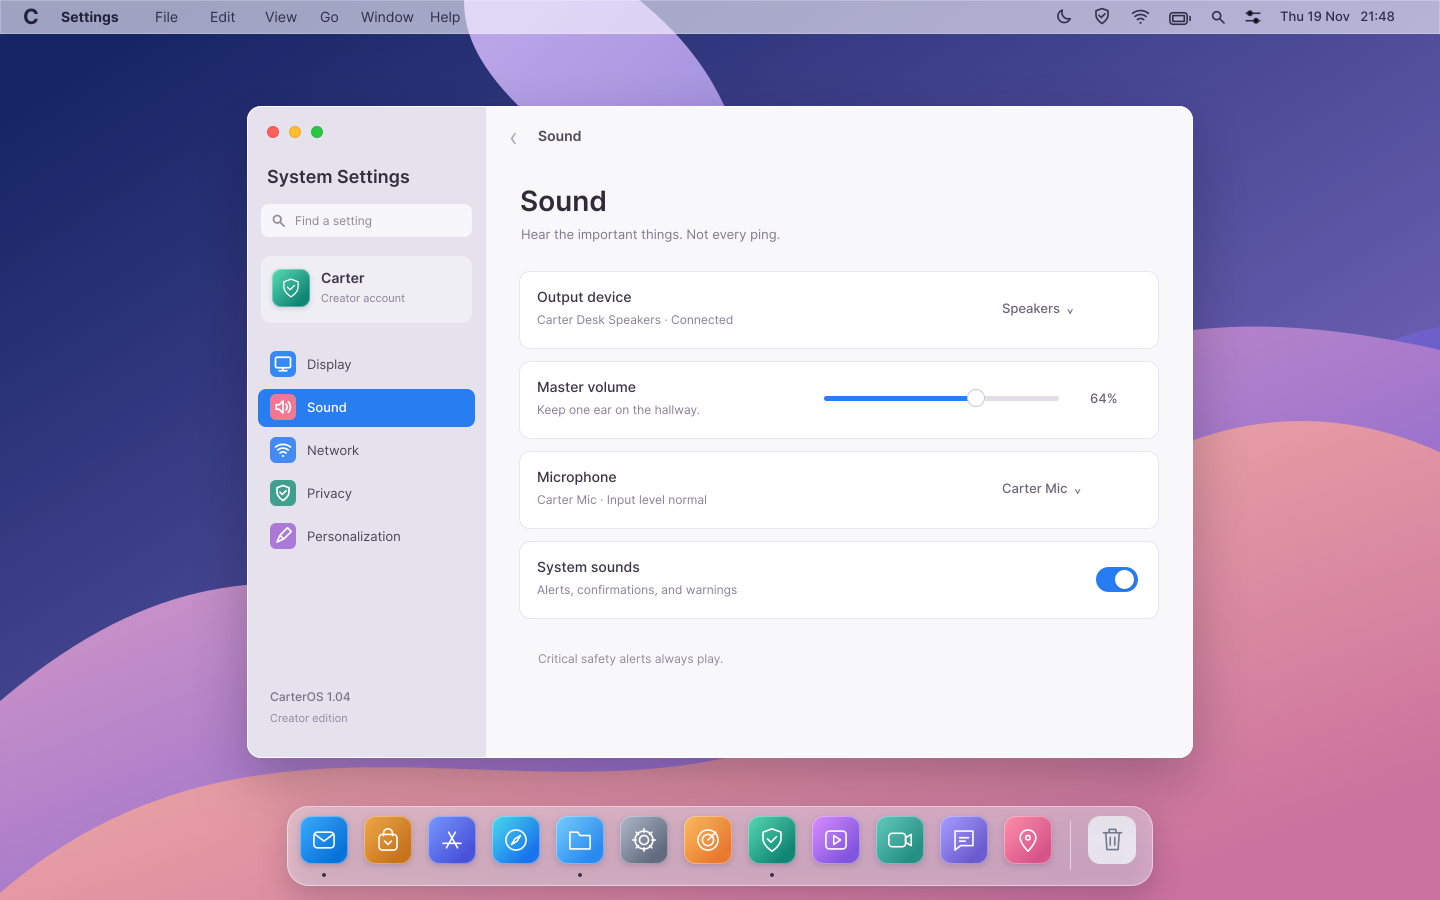 C Settings File Edit View Go Window Help Thu 19 Nov 21:48
System Settings
Find a setting
Carter
Creator account
Display
Sound
Network
Privacy
Personalization
CarterOS 1.04
Creator edition
Sound
Sound
Hear the important things. Not every ping.
Output device
Carter Desk Speakers · Connected
Speakers
Master volume
Keep one ear on the hallway.
64%
Microphone
Carter Mic · Input level normal
Carter Mic
System sounds
Alerts, confirmations, and warnings
Critical safety alerts always play.